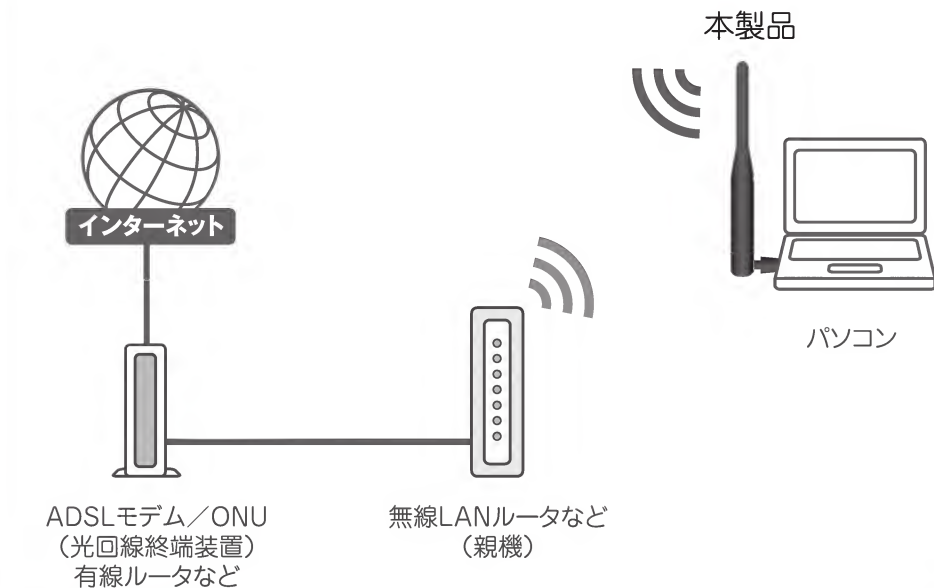 本製品
インターネット
パソコン
ADSLモデム／ONU
（光回線終端装置）
有線ルータなど
無線LANルータなど
（親機）